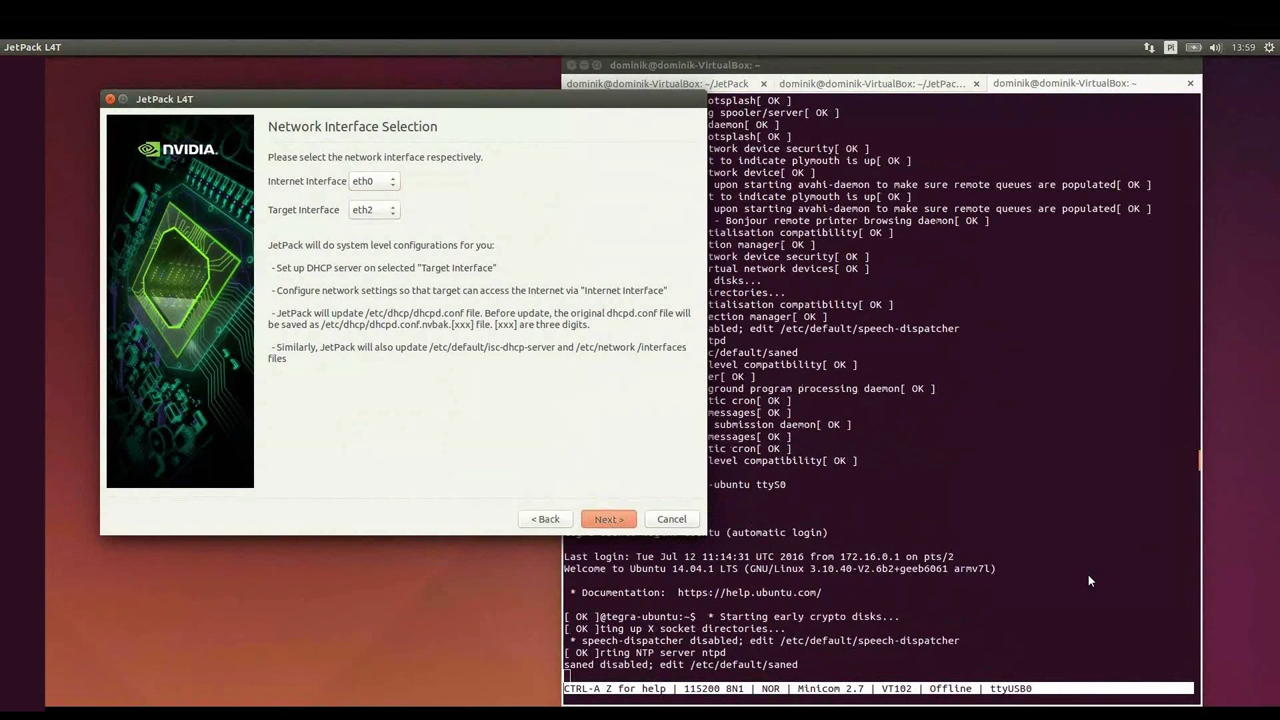 JetPack L4T
Pl
13:59
dominik@dominik-VirtualBox: ~
dominik@dominik-VirtualBox: ~/JetPack
dominik@dominik-VirtualBox: ~/JetPac...
dominik@dominik-VirtualBox: ~
JetPack L4T
NVIDIA.
Network Interface Selection
Please select the network interface respectively.
Internet Interface eth0
Target Interface eth2
JetPack will do system level configurations for you:
- Set up DHCP server on selected "Target Interface"
- Configure network settings so that target can access the Internet via "Internet Interface"
- JetPack will update /etc/dhcp/dhcpd.conf file. Before update, the original dhcpd.conf file will
be saved as /etc/dhcp/dhcpd.conf.nvbak.[xxx] file. [xxx] are three digits.
- Similarly, JetPack will also update /etc/default/isc-dhcp-server and /etc/network /interfaces
files
< Back
Next >
Cancel
otsplash[ OK ]
g spooler/server[ OK ]
daemon[ OK ]
otsplash[ OK ]
twork device security[ OK ]
t to indicate plymouth is up[ OK ]
twork device[ OK ]
upon starting avahi-daemon to make sure remote queues are populated[ OK ]
t to indicate plymouth is up[ OK ]
upon starting avahi-daemon to make sure remote queues are populated[ OK ]
- Bonjour remote printer browsing daemon[ OK ]
ialisation compatibility[ OK ]
tion manager[ OK ]
twork device security[ OK ]
rtual network devices[ OK ]
disks...
irectories...
ialisation compatibility[ OK ]
ection manager[ OK ]
abled; edit /etc/default/speech-dispatcher
tpd
c/default/saned
level compatibility[ OK ]
er[ OK ]
ground program processing daemon[ OK ]
tic cron[ OK ]
messages[ OK ]
submission daemon[ OK ]
messages[ OK ]
tic cron[ OK ]
level compatibility[ OK ]
-ubuntu ttyS0
(automatic login)
Last login: Tue Jul 12 11:14:31 UTC 2016 from 172.16.0.1 on pts/2
Welcome to Ubuntu 14.04.1 LTS (GNU/Linux 3.10.40-V2.6b2+geeb6061 armv7l)
* Documentation:  https://help.ubuntu.com/
[ OK ]@tegra-ubuntu:~$  * Starting early crypto disks...
[ OK ]ting up X socket directories...
* speech-dispatcher disabled; edit /etc/default/speech-dispatcher
[ OK ]rting NTP server ntpd
saned disabled; edit /etc/default/saned
CTRL-A Z for help | 115200 8N1 | NOR | Minicom 2.7 | VT102 | Offline | ttyUSB0